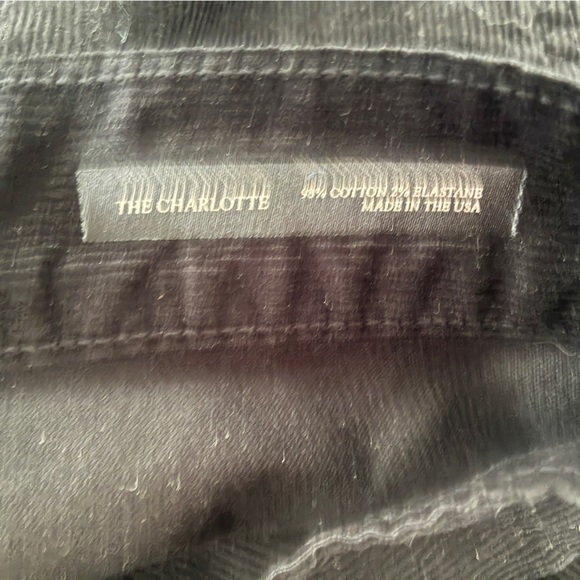 THE CHARLOTTE
98% COTTON 2% ELASTANE
MADE IN THE USA